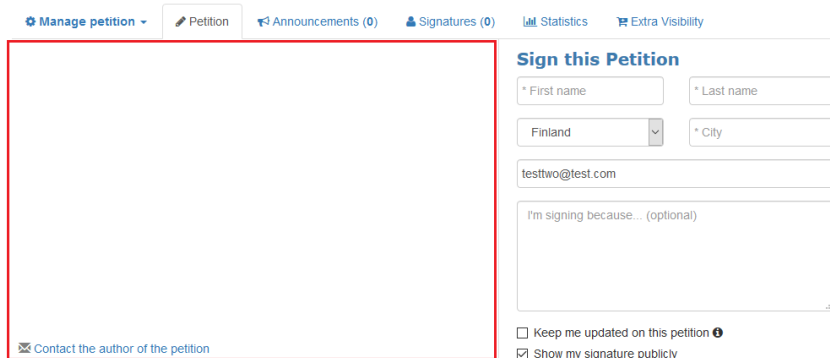 Manage petition Petition Announcements (0) Signatures (0) Statistics Extra Visibility
Sign this Petition
* First name * Last name
Finland * City
testtwo@test.com
I'm signing because... (optional)
Keep me updated on this petition
Contact the author of the petition
Show my signature publicly